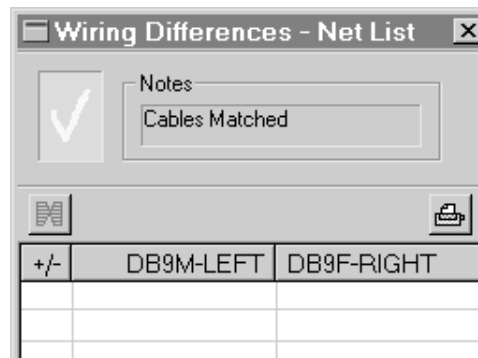 Wiring Differences - Net List
Notes
Cables Matched
+/- DB9M-LEFT DB9F-RIGHT